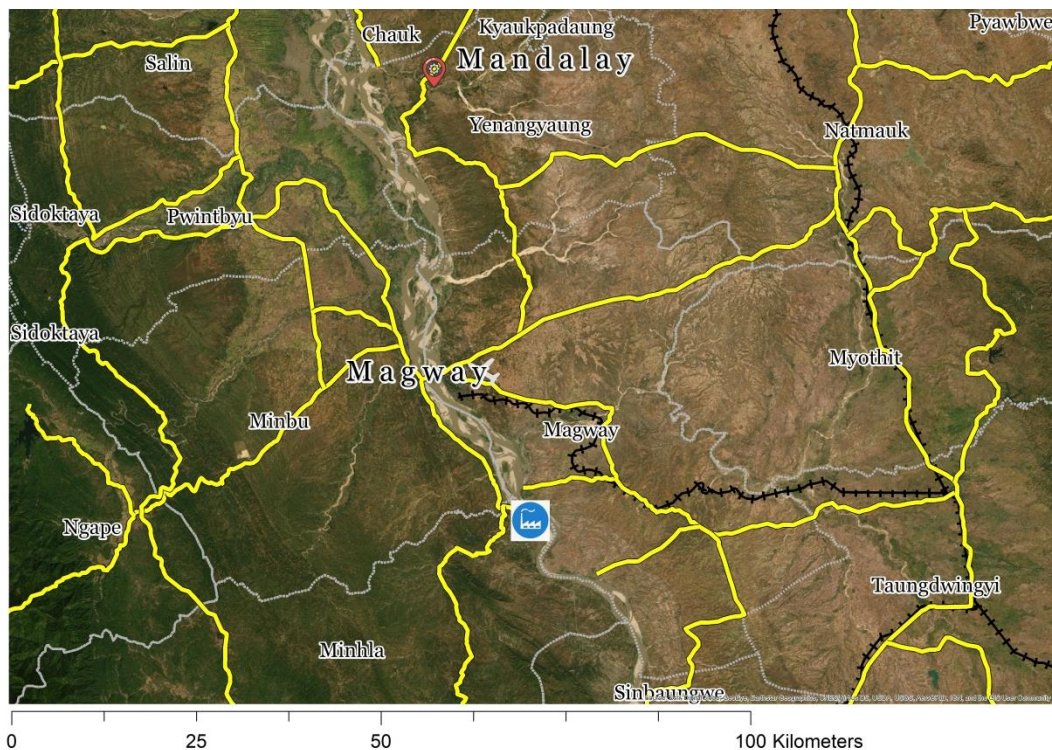 Chauk
Kyaukpadaung
Pyawbwe
Salin
Mandalay
Yenangyaung
Natmauk
Sidoktaya
Pwintbyu
Sidoktaya
Magway
Myothit
Minbu
Magway
Ngape
Taungdwingyi
Minhla
Sinbaungwe
0 25 50 100 Kilometers